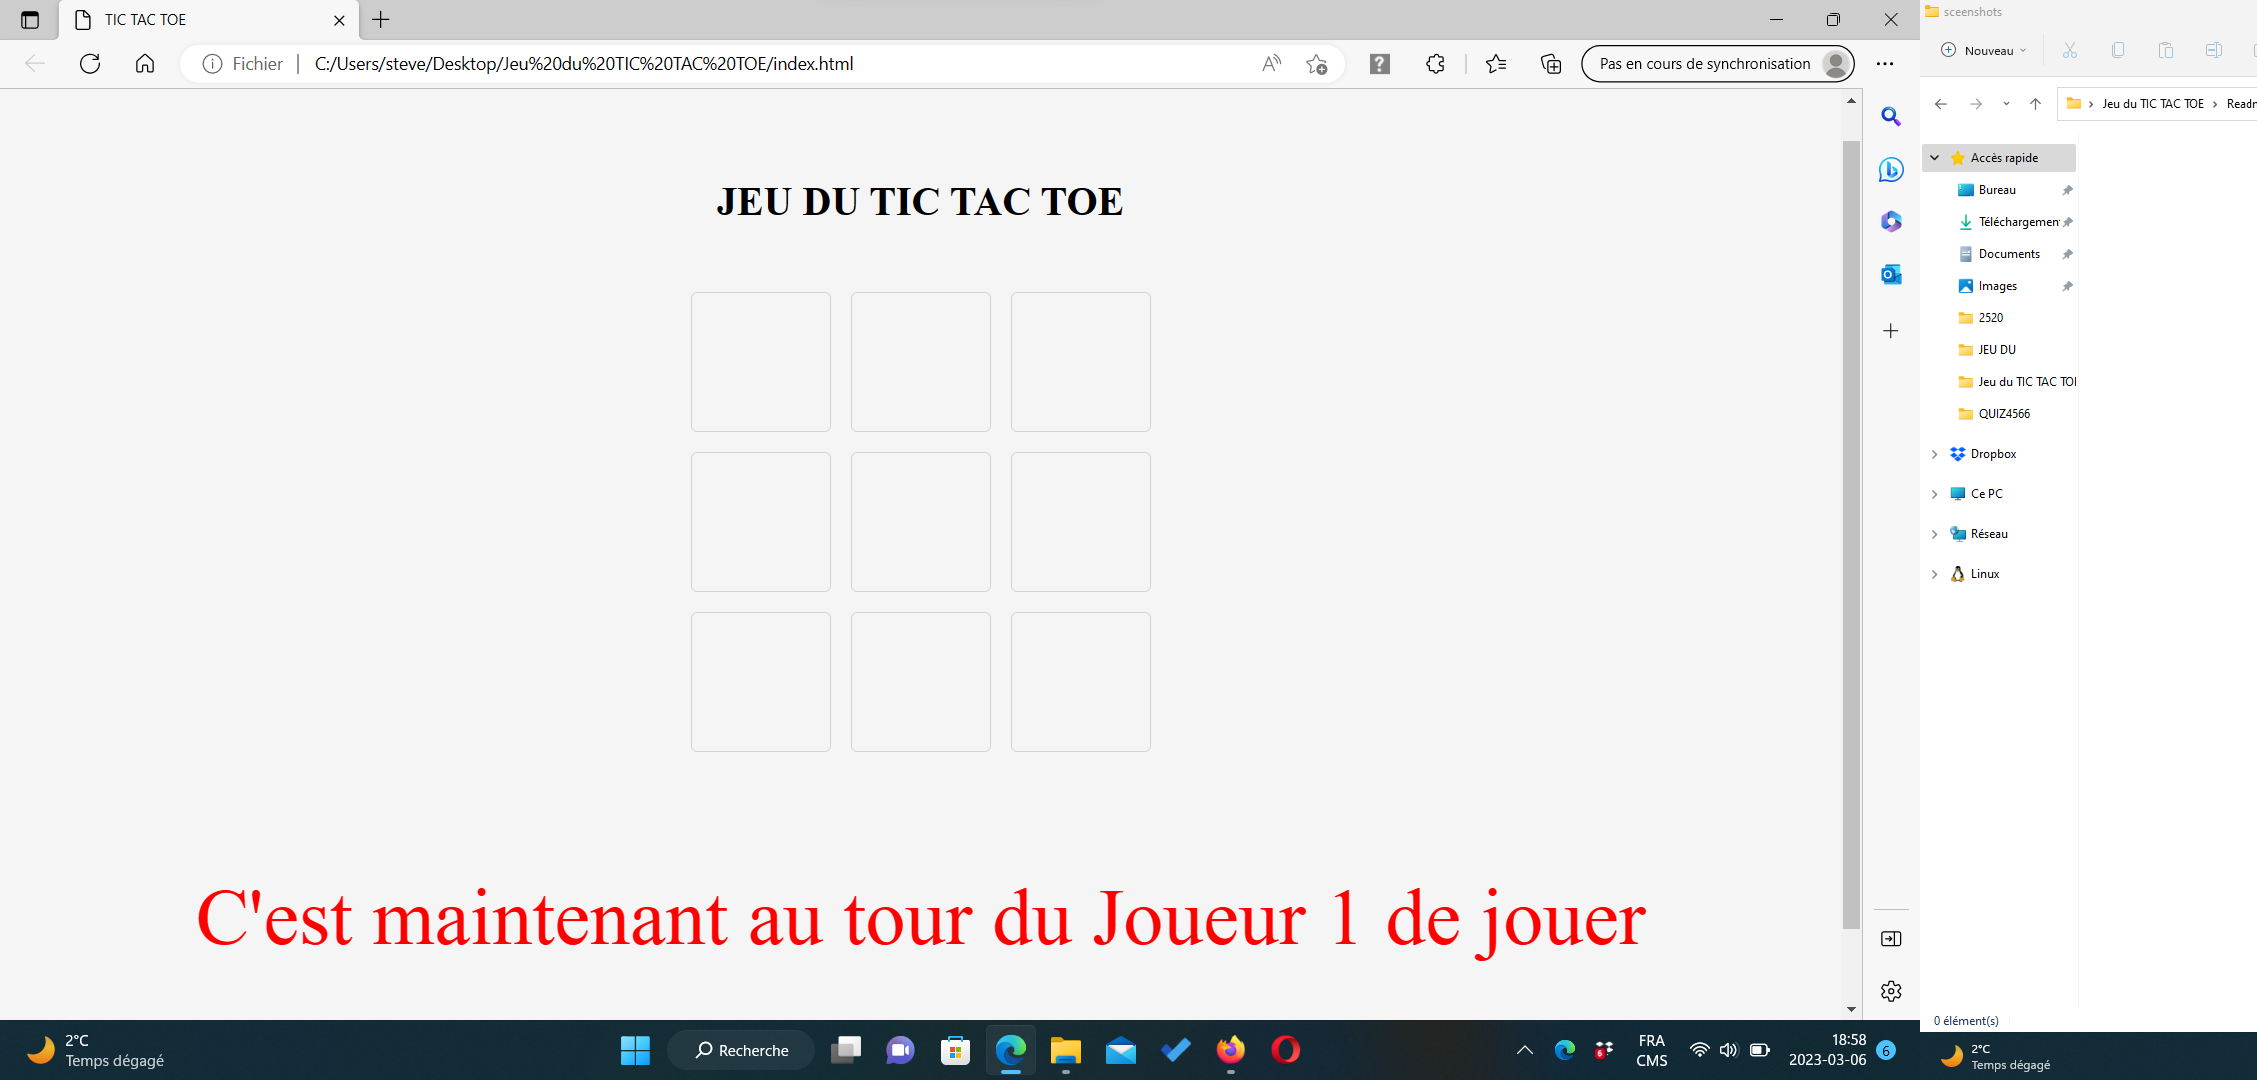 TIC TAC TOE
Fichier
C:/Users/steve/Desktop/Jeu%20du%20TIC%20TAC%20TOE/index.html
Pas en cours de synchronisation
JEU DU TIC TAC TOE
C'est maintenant au tour du Joueur 1 de jouer
2°C
Temps dégagé
Recherche
6
FRA
CMS
18:58
2023-03-06
6
sceenshots
Nouveau
Jeu du TIC TAC TOE
Accès rapide
Bureau
Téléchargemen
Documents
Images
2520
JEU DU
Jeu du TIC TAC TO
QUIZ4566
Dropbox
Ce PC
Réseau
Linux
0 élément(s)
2°C
Temps dégagé